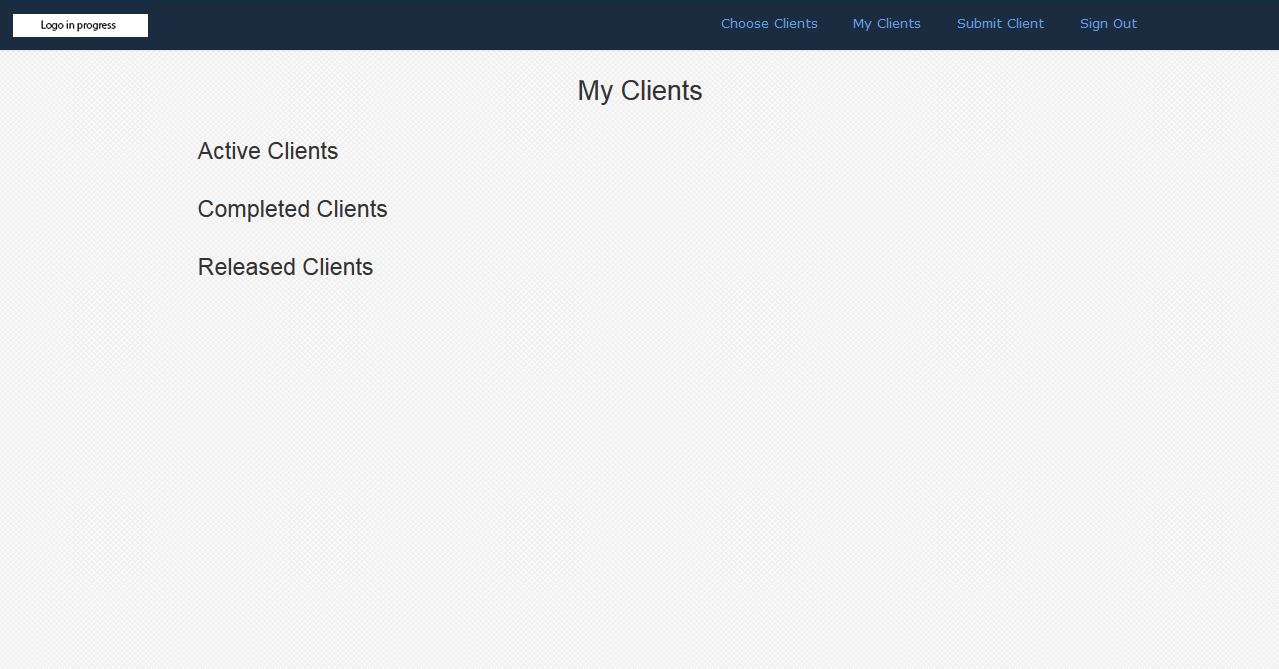 Logo in progress
Choose Clients My Clients Submit Client Sign Out
My Clients
Active Clients
Completed Clients
Released Clients